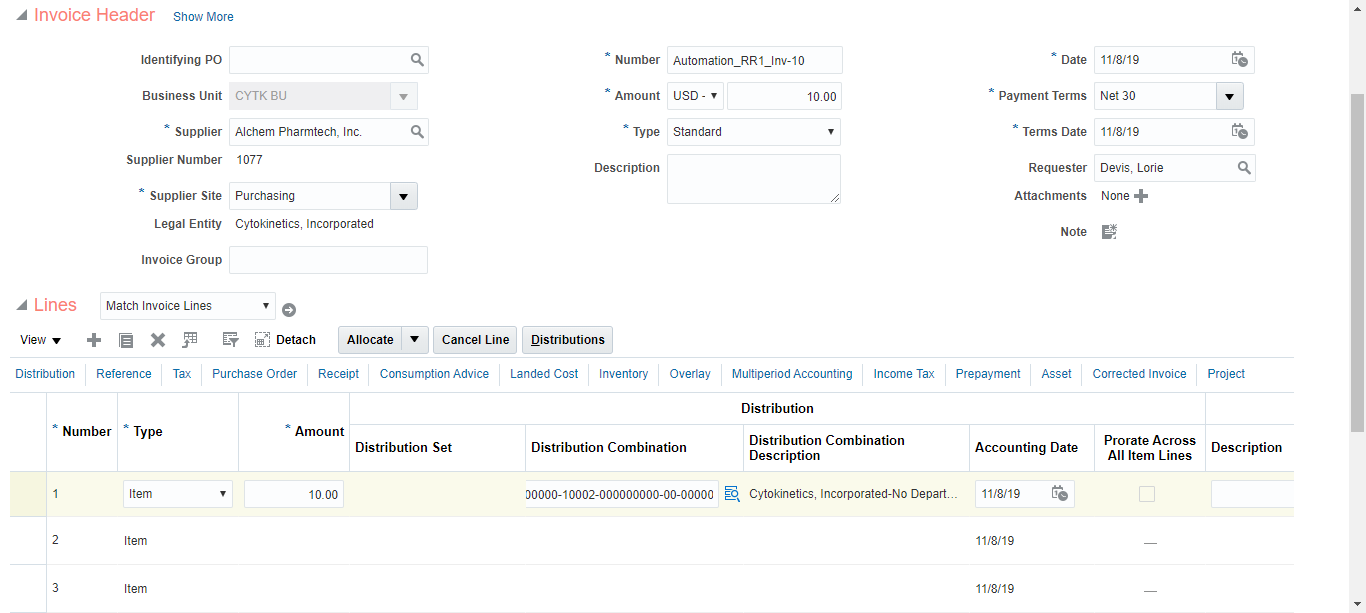 Invoice Header Show More
Identifying PO
* Number Automation_RR1_Inv-10
* Date 11/8/19
Business Unit CYTK BU
* Amount USD - 10.00
* Payment Terms Net 30
* Supplier Alchem Pharmtech, Inc.
* Type Standard
* Terms Date 11/8/19
Supplier Number 1077
Description
Requester Devis, Lorie
* Supplier Site Purchasing
Attachments None
Legal Entity Cytokinetics, Incorporated
Note
Invoice Group
Lines Match Invoice Lines
View Detach Allocate Cancel Line Distributions
Distribution Reference Tax Purchase Order Receipt Consumption Advice Landed Cost Inventory Overlay Multiperiod Accounting Income Tax Prepayment Asset Corrected Invoice Project
Distribution
* Number * Type * Amount Distribution Set Distribution Combination Distribution Combination Description Accounting Date Prorate Across All Item Lines Description
1 Item 10.00 00000-10002-000000000-00-00000 Cytokinetics, Incorporated-No Depart... 11/8/19
2 Item 11/8/19 —
3 Item 11/8/19 —